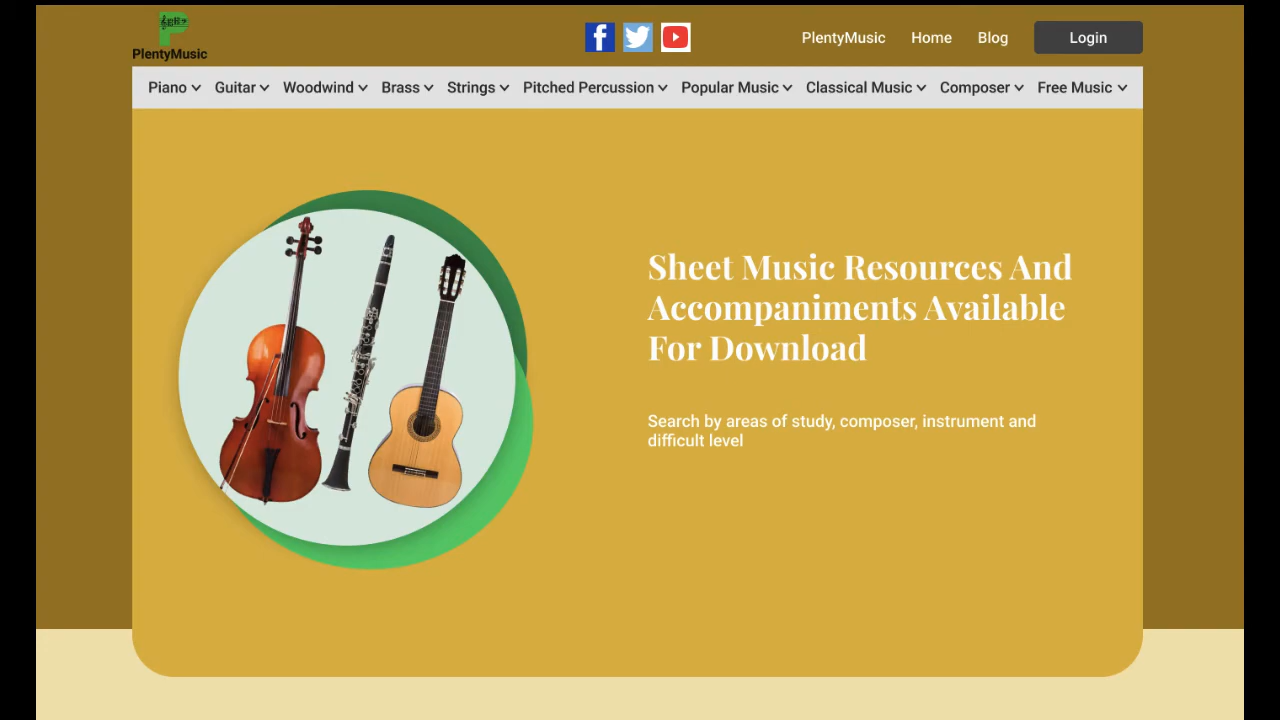 PlentyMusic
PlentyMusic Home Blog Login
Piano Guitar Woodwind Brass Strings Pitched Percussion Popular Music Classical Music Composer Free Music
Sheet Music Resources And
Accompaniments Available
For Download
Search by areas of study, composer, instrument and
difficult level